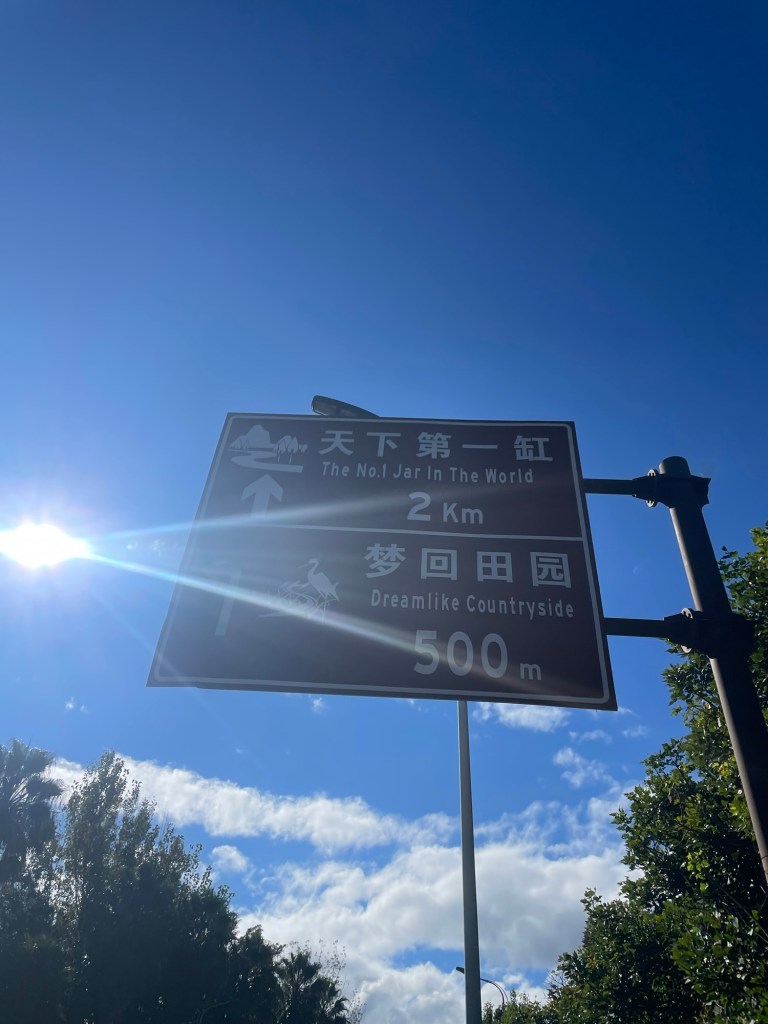 天下第一缸
The No.1 Jar In The World
2 Km
梦回田园
Dreamlike Countryside
500 m